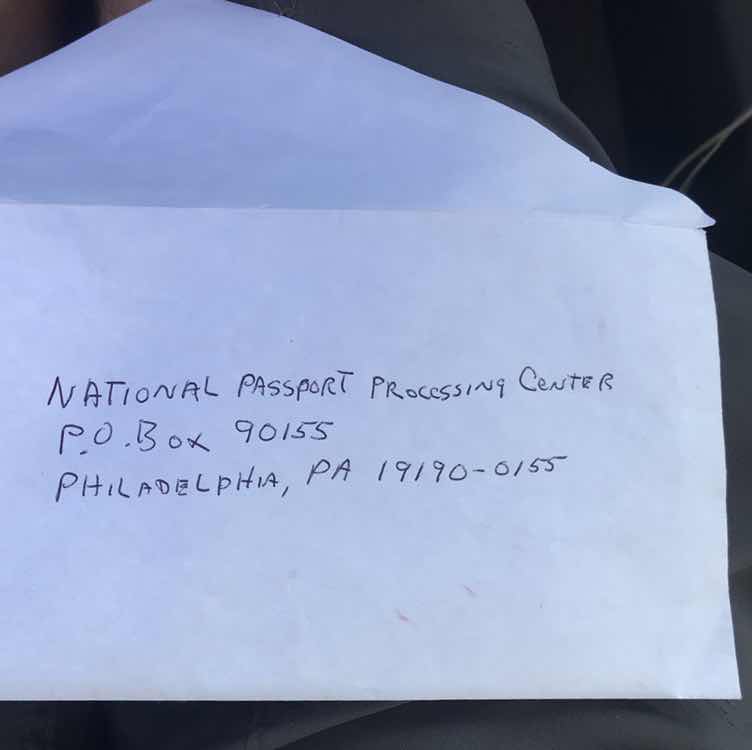 NATIONAL PASSPORT PROCESSING CENTER
P.O. BOX 90155
PHILADELPHIA, PA 19190-0155